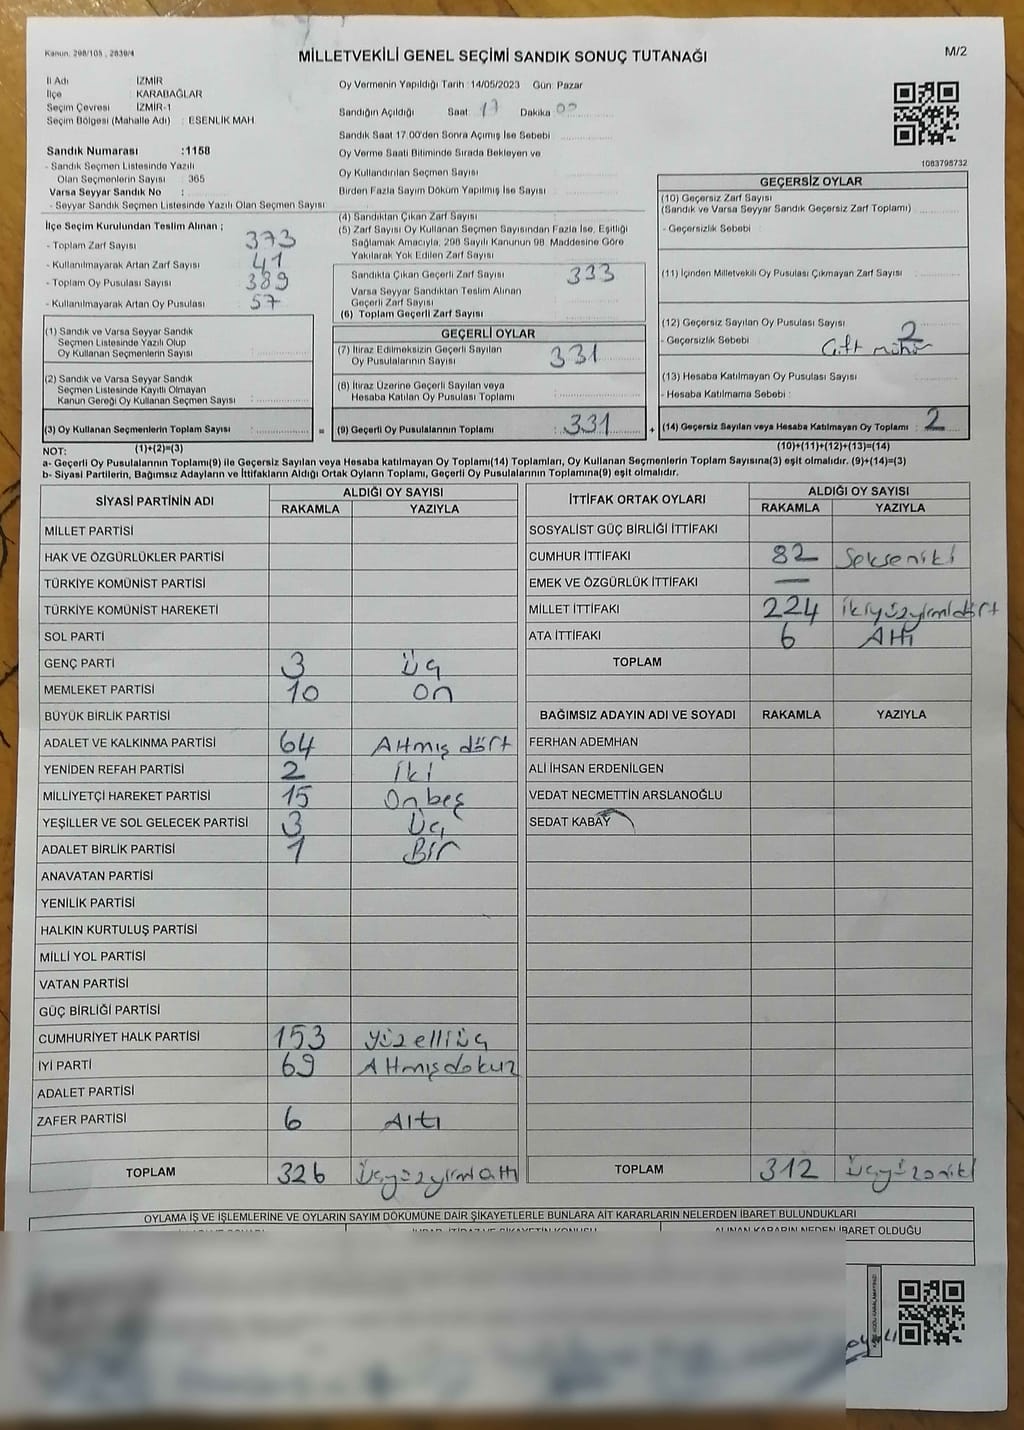 Kanun. 298/105 , 2839/4
MİLLETVEKİLİ GENEL SEÇİMİ SANDIK SONUÇ TUTANAĞI
M/2
İl Adı : İZMİR
İlçe : KARABAĞLAR
Seçim Çevresi : İZMİR-1
Seçim Bölgesi (Mahalle Adı) : ESENLİK MAH
Sandık Numarası :1158
- Sandık Seçmen Listesinde Yazılı
Olan Seçmenlerin Sayısı : 365
Varsa Seyyar Sandık No :
- Seyyar Sandık Seçmen Listesinde Yazılı Olan Seçmen Sayısı
İlçe Seçim Kurulundan Teslim Alınan ;
- Toplam Zarf Sayısı 373
- Kullanılmayarak Artan Zarf Sayısı 41
- Toplam Oy Pusulası Sayısı 389
- Kullanılmayarak Artan Oy Pusulası 57
Oy Vermenin Yapıldığı Tarih : 14/05/2023 Gün: Pazar
Sandığın Açıldığı Saat 17 Dakika 00
Sandık Saat 17.00'den Sonra Açımış İse Sebebi
Oy Verme Saati Bitiminde Sırada Bekleyen ve
Oy Kullandırılan Seçmen Sayısı
Birden Fazla Sayım Döküm Yapılmış İse Sayısı
(4) Sandıktan Çıkan Zarf Sayısı
(5) Zarf Sayısı Oy Kullanan Seçmen Sayısından Fazla İse, Eşitliği
Sağlamak Amacıyla, 298 Sayılı Kanunun 98. Maddesine Göre
Yakılarak Yok Edilen Zarf Sayısı
Sandıkta Çıkan Geçerli Zarf Sayısı 333
Varsa Seyyar Sandıktan Teslim Alınan
Geçerli Zarf Sayısı
(6) Toplam Geçerli Zarf Sayısı
1083795732
GEÇERSİZ OYLAR
(10) Geçersiz Zarf Sayısı
(Sandık ve Varsa Seyyar Sandık Geçersiz Zarf Toplamı)
- Geçersizlik Sebebi :
(11) İçinden Milletvekili Oy Pusulası Çıkmayan Zarf Sayısı
(12) Geçersiz Sayılan Oy Pusulası Sayısı 2
- Geçersizlik Sebebi Çift mühür
(13) Hesaba Katılmayan Oy Pusulası Sayısı
- Hesaba Katılmama Sebebi :
(14) Geçersiz Sayılan veya Hesaba Katılmayan Oy Toplamı : 2
(10)+(11)+(12)+(13)=(14)
(1) Sandık ve Varsa Seyyar Sandık
Seçmen Listesinde Yazılı Olup
Oy Kullanan Seçmenlerin Sayısı :
(2) Sandık ve Varsa Seyyar Sandık
Seçmen Listesinde Kayıtlı Olmayan
Kanun Gereği Oy Kullanan Seçmen Sayısı :
(3) Oy Kullanan Seçmenlerin Toplam Sayısı : =
(1)+(2)=(3)
GEÇERLİ OYLAR
(7) İtiraz Edilmeksizin Geçerli Sayılan
Oy Pusulalarının Sayısı : 331
(8) İtiraz Üzerine Geçerli Sayılan veya
Hesaba Katılan Oy Pusulası Toplamı :
(9) Geçerli Oy Pusulalarının Toplamı : 331 +
NOT:
a- Geçerli Oy Pusulalarının Toplamı(9) ile Geçersiz Sayılan veya Hesaba katılmayan Oy Toplamı(14) Toplamları, Oy Kullanan Seçmenlerin Toplam Sayısına(3) eşit olmalıdır. (9)+(14)=(3)
b- Siyasi Partilerin, Bağımsız Adayların ve İttifakların Aldığı Ortak Oyların Toplamı, Geçerli Oy Pusulalarının Toplamına(9) eşit olmalıdır.
SİYASİ PARTİNİN ADI
ALDIĞI OY SAYISI
RAKAMLA YAZIYLA
MİLLET PARTİSİ
HAK VE ÖZGÜRLÜKLER PARTİSİ
TÜRKİYE KOMÜNİST PARTİSİ
TÜRKİYE KOMÜNİST HAREKETİ
SOL PARTİ
GENÇ PARTİ 3 Üç
MEMLEKET PARTİSİ 10 On
BÜYÜK BİRLİK PARTİSİ
ADALET VE KALKINMA PARTİSİ 64 Altmış dört
YENİDEN REFAH PARTİSİ 2 İki
MİLLİYETÇİ HAREKET PARTİSİ 15 Onbeş
YEŞİLLER VE SOL GELECEK PARTİSİ 3 Üç
ADALET BİRLİK PARTİSİ 1 Bir
ANAVATAN PARTİSİ
YENİLİK PARTİSİ
HALKIN KURTULUŞ PARTİSİ
MİLLİ YOL PARTİSİ
VATAN PARTİSİ
GÜÇ BİRLİĞİ PARTİSİ
CUMHURİYET HALK PARTİSİ 153 Yüzelliüç
İYİ PARTİ 69 Altmışdokuz
ADALET PARTİSİ
ZAFER PARTİSİ 6 Altı
TOPLAM 326 Üçyüzyirmialtı
İTTİFAK ORTAK OYLARI
ALDIĞI OY SAYISI
RAKAMLA YAZIYLA
SOSYALİST GÜÇ BİRLİĞİ İTTİFAKI
CUMHUR İTTİFAKI 82 Sekseniki
EMEK VE ÖZGÜRLÜK İTTİFAKI —
MİLLET İTTİFAKI 224 ikiyüzyirmidört
ATA İTTİFAKI 6 Altı
TOPLAM
BAĞIMSIZ ADAYIN ADI VE SOYADI RAKAMLA YAZIYLA
FERHAN ADEMHAN
ALİ İHSAN ERDENİLGEN
VEDAT NECMETTİN ARSLANOĞLU
SEDAT KABAY
TOPLAM 312 Üçyüzoniki
OYLAMA İŞ VE İŞLEMLERİNE VE OYLARIN SAYIM DÖKÜMÜNE DAİR ŞİKAYETLERLE BUNLARA AİT KARARLARIN NELERDEN İBARET BULUNDUKLARI
ALINAN KARARIN NEDEN İBARET OLDUĞU